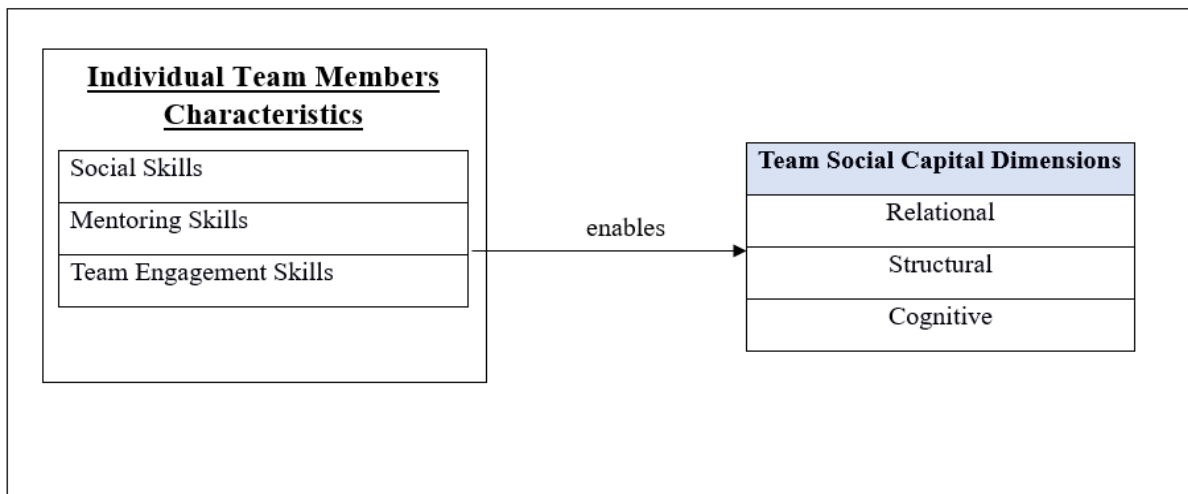 Individual Team Members
Characteristics
Social Skills
Mentoring Skills
Team Engagement Skills
enables
Team Social Capital Dimensions
Relational
Structural
Cognitive